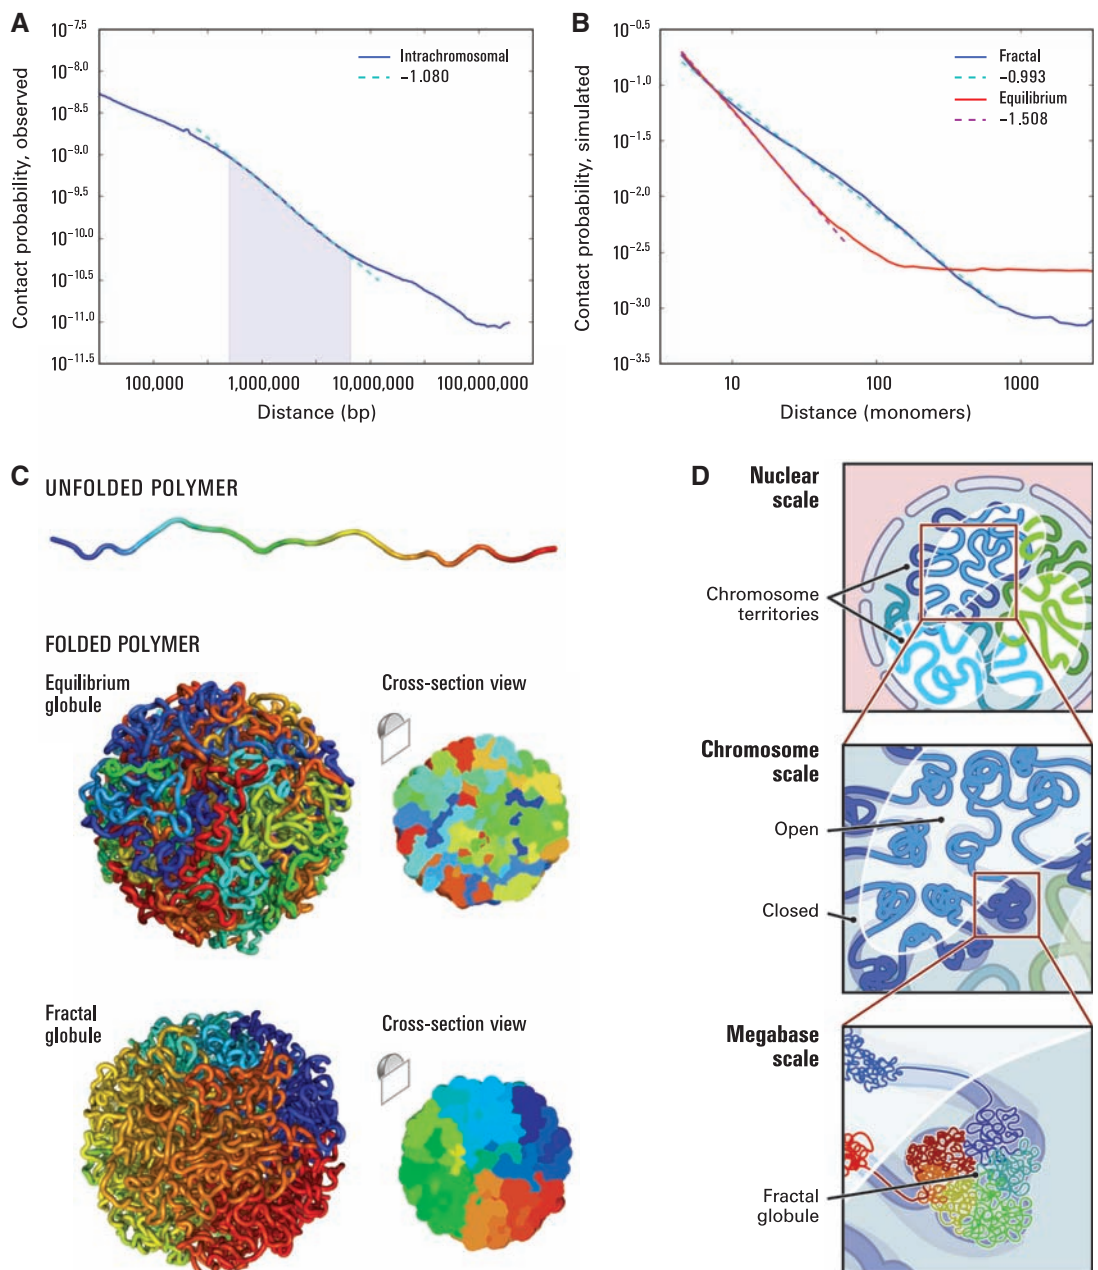 A
Contact probability, observed
10^−7.5
10^−8.0
10^−8.5
10^−9.0
10^−9.5
10^−10.0
10^−10.5
10^−11.0
10^−11.5
Intrachromosomal
−1.080
100,000
1,000,000
10,000,000
100,000,000
Distance (bp)
B
Contact probability, simulated
10^−0.5
10^−1.0
10^−1.5
10^−2.0
10^−2.5
10^−3.0
10^−3.5
Fractal
−0.993
Equilibrium
−1.508
10
100
1000
Distance (monomers)
C
UNFOLDED POLYMER
FOLDED POLYMER
Equilibrium
globule
Cross-section view
Fractal
globule
Cross-section view
D
Nuclear
scale
Chromosome
territories
Chromosome
scale
Open
Closed
Megabase
scale
Fractal
globule